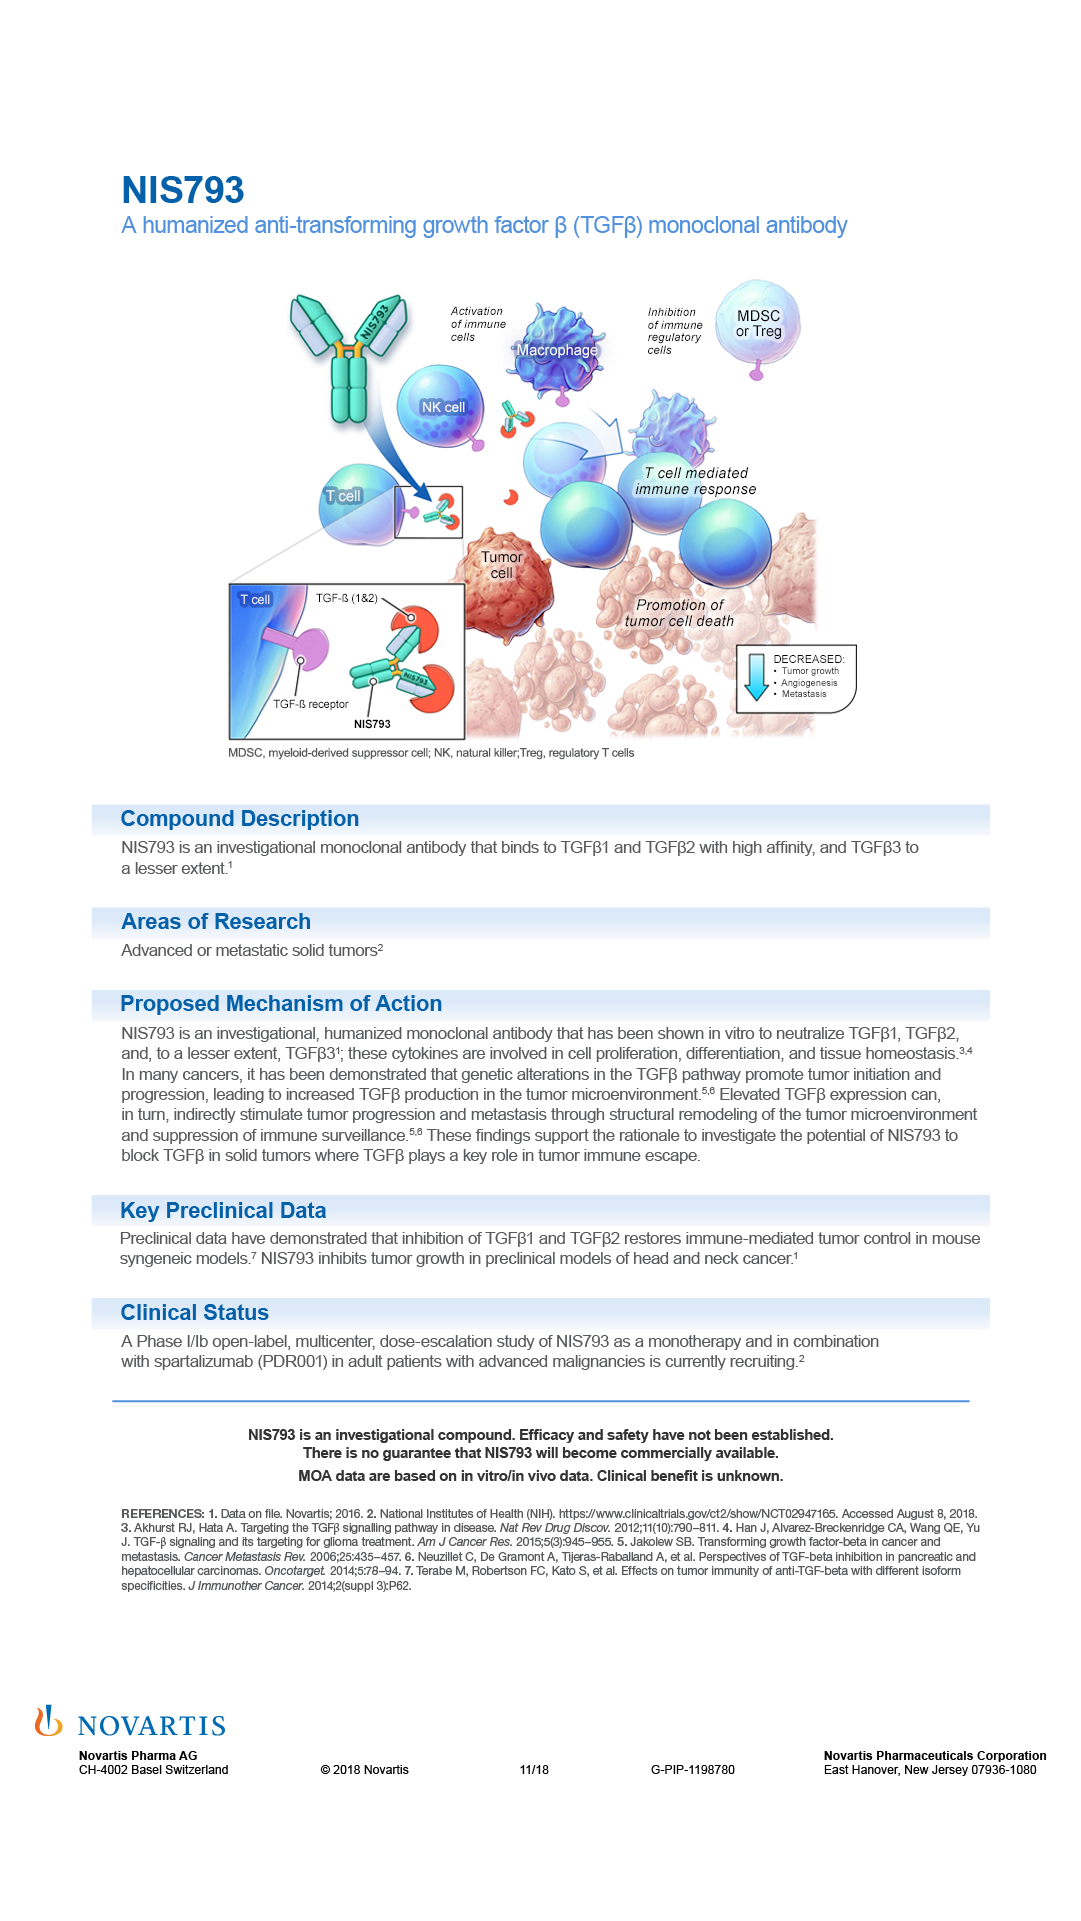 NIS793
A humanized anti-transforming growth factor β (TGFβ) monoclonal antibody
NIS793
Activation
of immune
cells
Macrophage
Inhibition
of immune
regulatory
cells
MDSC
or Treg
NK cell
T cell
T cell mediated
immune response
Tumor
cell
Promotion of
tumor cell death
T cell
TGF-ß (1&2)
TGF-ß receptor
NIS793
NIS793
DECREASED:
• Tumor growth
• Angiogenesis
• Metastasis
MDSC, myeloid-derived suppressor cell; NK, natural killer;Treg, regulatory T cells
Compound Description
NIS793 is an investigational monoclonal antibody that binds to TGFβ1 and TGFβ2 with high affinity, and TGFβ3 to
a lesser extent.¹
Areas of Research
Advanced or metastatic solid tumors²
Proposed Mechanism of Action
NIS793 is an investigational, humanized monoclonal antibody that has been shown in vitro to neutralize TGFβ1, TGFβ2,
and, to a lesser extent, TGFβ3¹; these cytokines are involved in cell proliferation, differentiation, and tissue homeostasis.³,⁴
In many cancers, it has been demonstrated that genetic alterations in the TGFβ pathway promote tumor initiation and
progression, leading to increased TGFβ production in the tumor microenvironment.⁵,⁶ Elevated TGFβ expression can,
in turn, indirectly stimulate tumor progression and metastasis through structural remodeling of the tumor microenvironment
and suppression of immune surveillance.⁵,⁶ These findings support the rationale to investigate the potential of NIS793 to
block TGFβ in solid tumors where TGFβ plays a key role in tumor immune escape.
Key Preclinical Data
Preclinical data have demonstrated that inhibition of TGFβ1 and TGFβ2 restores immune-mediated tumor control in mouse
syngeneic models.⁷ NIS793 inhibits tumor growth in preclinical models of head and neck cancer.¹
Clinical Status
A Phase I/Ib open-label, multicenter, dose-escalation study of NIS793 as a monotherapy and in combination
with spartalizumab (PDR001) in adult patients with advanced malignancies is currently recruiting.²
NIS793 is an investigational compound. Efficacy and safety have not been established.
There is no guarantee that NIS793 will become commercially available.
MOA data are based on in vitro/in vivo data. Clinical benefit is unknown.
REFERENCES: 1. Data on file. Novartis; 2016. 2. National Institutes of Health (NIH). https://www.clinicaltrials.gov/ct2/show/NCT02947165. Accessed August 8, 2018.
3. Akhurst RJ, Hata A. Targeting the TGFβ signalling pathway in disease. Nat Rev Drug Discov. 2012;11(10):790–811. 4. Han J, Alvarez-Breckenridge CA, Wang QE, Yu
J. TGF-β signaling and its targeting for glioma treatment. Am J Cancer Res. 2015;5(3):945–955. 5. Jakolew SB. Transforming growth factor-beta in cancer and
metastasis. Cancer Metastasis Rev. 2006;25:435–457. 6. Neuzillet C, De Gramont A, Tijeras-Raballand A, et al. Perspectives of TGF-beta inhibition in pancreatic and
hepatocellular carcinomas. Oncotarget. 2014;5:78–94. 7. Terabe M, Robertson FC, Kato S, et al. Effects on tumor immunity of anti-TGF-beta with different isoform
specificities. J Immunother Cancer. 2014;2(suppl 3):P62.
NOVARTIS
Novartis Pharma AG
CH-4002 Basel Switzerland
© 2018 Novartis
11/18
G-PIP-1198780
Novartis Pharmaceuticals Corporation
East Hanover, New Jersey 07936-1080